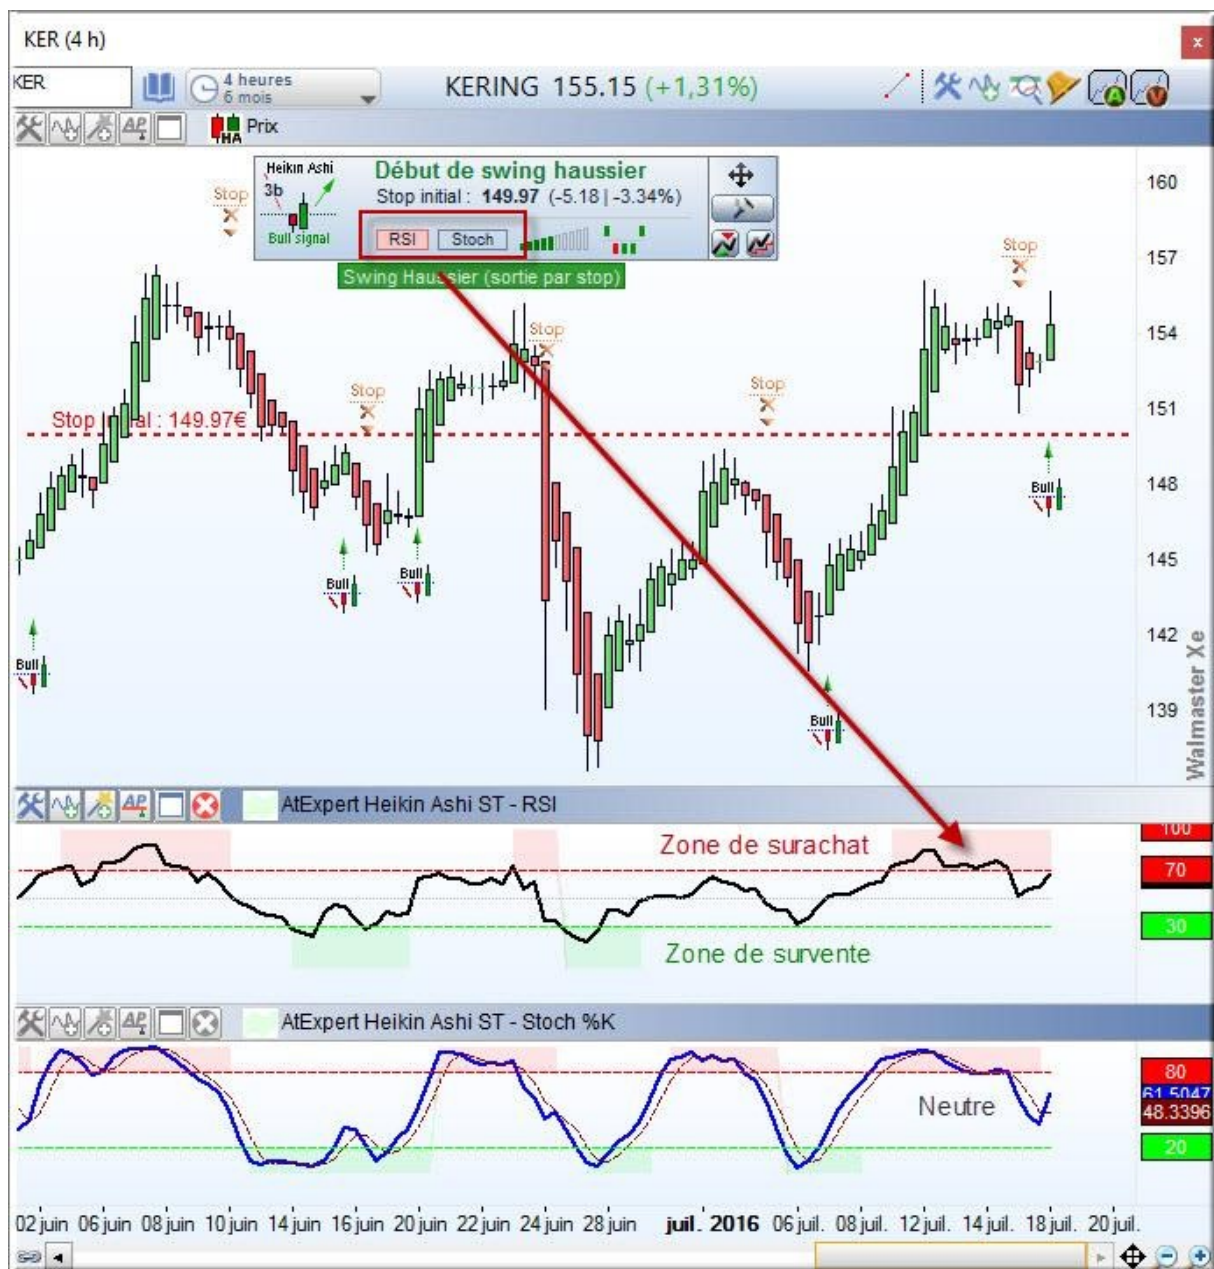 KER (4 h)
x
KER
4 heures
6 mois
KERING 155.15 (+1,31%)
A
V
HA
Prix
Heikin Ashi
3b
Bull signal
Début de swing haussier
Stop initial : 149.97 (-5.18 | -3.34%)
RSI
Stoch
Swing Haussier (sortie par stop)
Stop
Stop
Stop
Stop
Stop
160
157
154
151
148
145
142
139
Stop initial : 149.97€
Bull
Bull
Bull
Bull
Bull
Walmaster Xe
AtExpert Heikin Ashi ST - RSI
Zone de surachat
Zone de survente
100
70
30
AtExpert Heikin Ashi ST - Stoch %K
Neutre
80
61.5047
48.3396
20
02 juin 06 juin 08 juin 10 juin 14 juin 16 juin 20 juin 22 juin 24 juin 28 juin juil. 2016 06 juil. 08 juil. 12 juil. 14 juil. 18 juil. 20 juil.